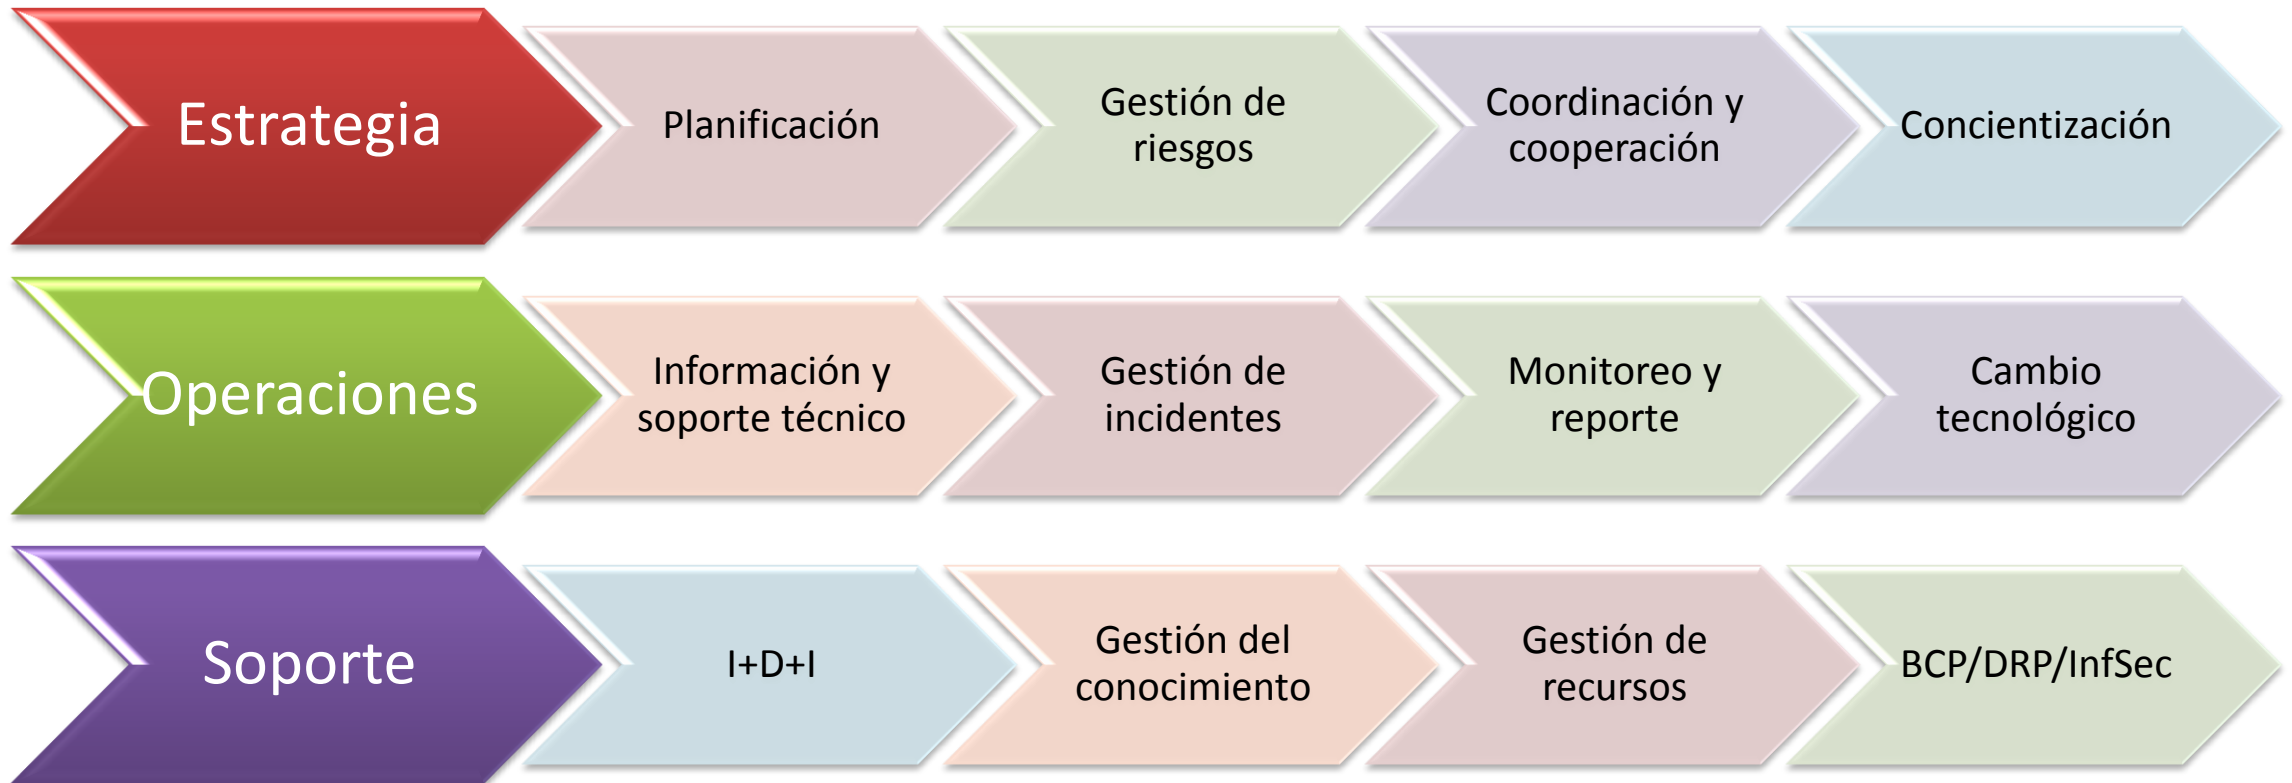 Estrategia
Planificación
Gestión de
riesgos
Coordinación y
cooperación
Concientización
Operaciones
Información y
soporte técnico
Gestión de
incidentes
Monitoreo y
reporte
Cambio
tecnológico
Soporte
I+D+I
Gestión del
conocimiento
Gestión de
recursos
BCP/DRP/InfSec